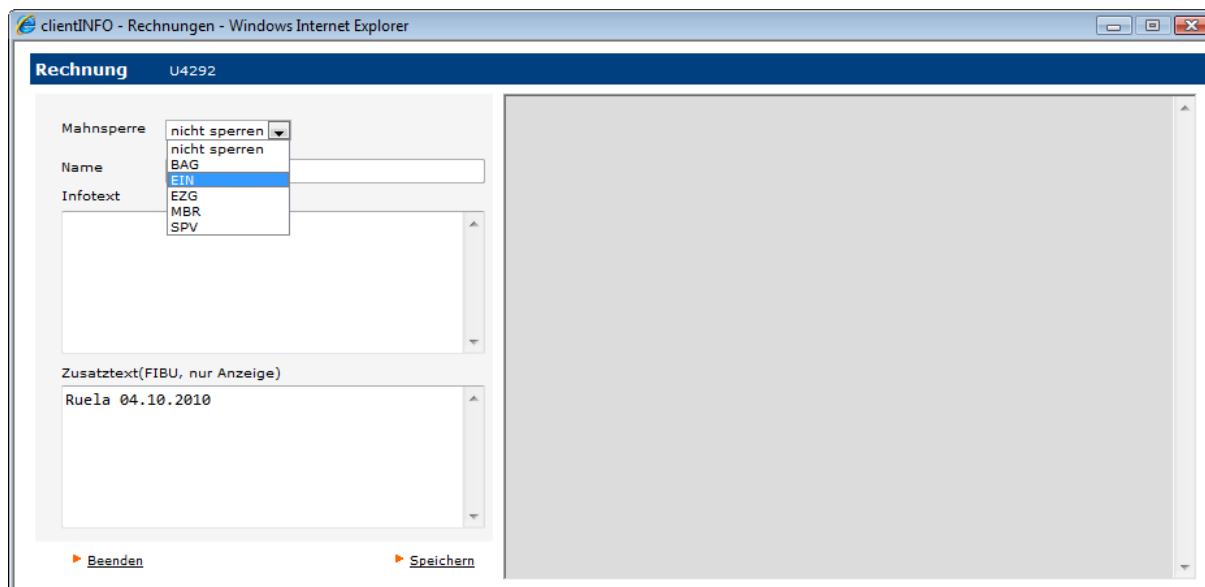 clientINFO - Rechnungen - Windows Internet Explorer
Rechnung U4292
Mahnsperre nicht sperren
nicht sperren
BAG
EIN
EZG
MBR
SPV
Name
Infotext
Zusatztext(FIBU, nur Anzeige)
Ruela 04.10.2010
Beenden Speichern